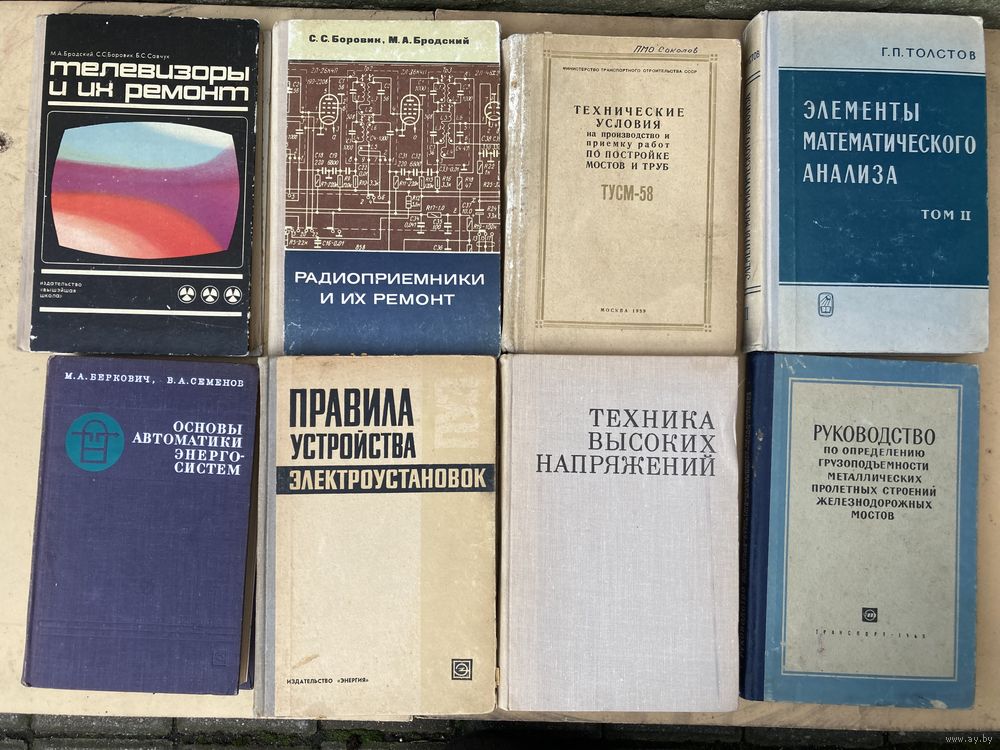 М.А.Бродский С.С.Боровик Б.С.Савчук
телевизоры
и их ремонт
издательство
«вышэйшая
школа»
С. С. Боровик, М. А. Бродский
РАДИОПРИЕМНИКИ
И ИХ РЕМОНТ
ПМО Соколов
МИНИСТЕРСТВО ТРАНСПОРТНОГО СТРОИТЕЛЬСТВА СССР
ТЕХНИЧЕСКИЕ
УСЛОВИЯ
на производство и
приемку работ
ПО ПОСТРОЙКЕ
МОСТОВ И ТРУБ
ТУСМ-58
МОСКВА 1959
Г. П. ТОЛСТОВ
ЭЛЕМЕНТЫ
МАТЕМАТИЧЕСКОГО
АНАЛИЗА
ТОМ II
М. А. БЕРКОВИЧ, В. А. СЕМЕНОВ
ОСНОВЫ
АВТОМАТИКИ
ЭНЕРГО-
СИСТЕМ
ПРАВИЛА
УСТРОЙСТВА
ЭЛЕКТРОУСТАНОВОК
ИЗДАТЕЛЬСТВО «ЭНЕРГИЯ»
ТЕХНИКА
ВЫСОКИХ
НАПРЯЖЕНИЙ
РУКОВОДСТВО
ПО ОПРЕДЕЛЕНИЮ
ГРУЗОПОДЪЕМНОСТИ
МЕТАЛЛИЧЕСКИХ
ПРОЛЕТНЫХ СТРОЕНИЙ
ЖЕЛЕЗНОДОРОЖНЫХ
МОСТОВ
ТРАНСПОРТ·1965
www.ay.by